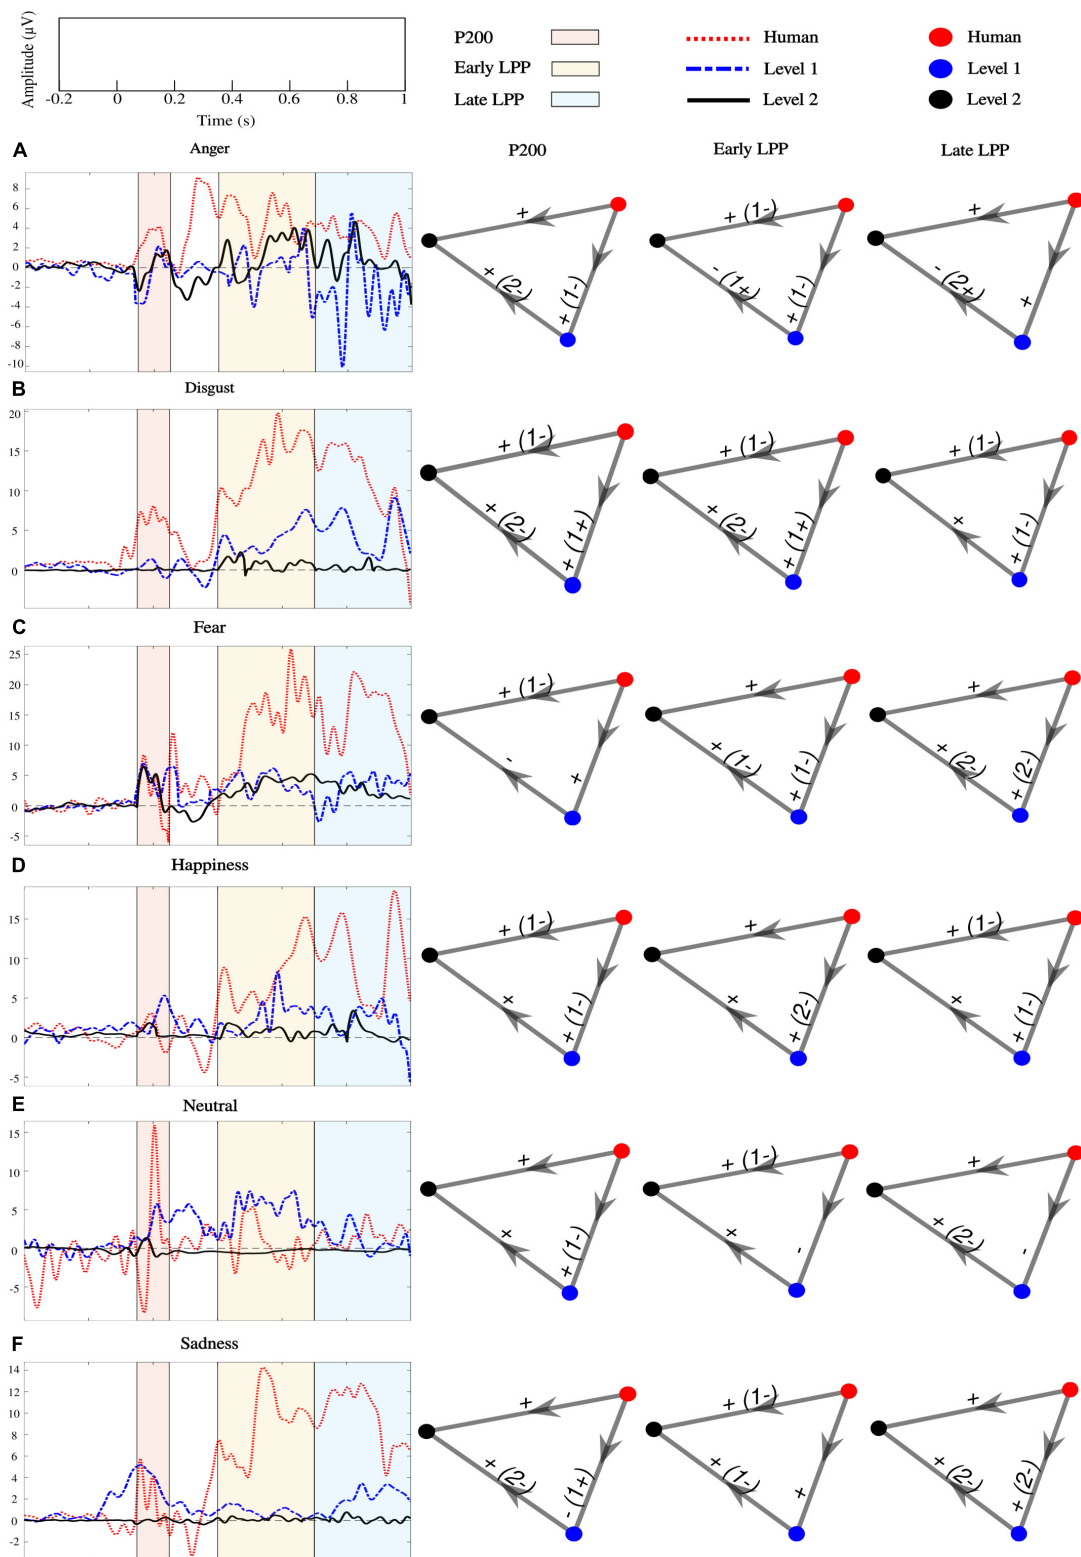 Amplitude (µV)
-0.2 0 0.2 0.4 0.6 0.8 1
Time (s)
P200 Human Human
Early LPP Level 1 Level 1
Late LPP Level 2 Level 2
A Anger P200 Early LPP Late LPP
8
6
4
2
0
-2
-4
-6
-8
-10
+ + (2-) + (1-)
+ (1-) - (1+) + (1-)
+ - (2+) +
B Disgust
20
15
10
5
0
+ (1-) + (2-) + (1+)
+ (1-) + (2-) + (1+)
+ (1-) + + (1-)
C Fear
25
20
15
10
5
0
-5
+ (1-) - +
+ + (1-) + (1-)
+ + (2-) + (2-)
D Happiness
15
10
5
0
-5
+ (1-) + + (1-)
+ + + (2-)
+ (1-) + + (1-)
E Neutral
15
10
5
0
-5
+ + + (1-)
+ (1-) + -
+ + (2-) -
F Sadness
14
12
10
8
6
4
2
0
-2
+ + (2-) - (1+)
+ (1-) + (1-) +
+ + (2-) + (2-)